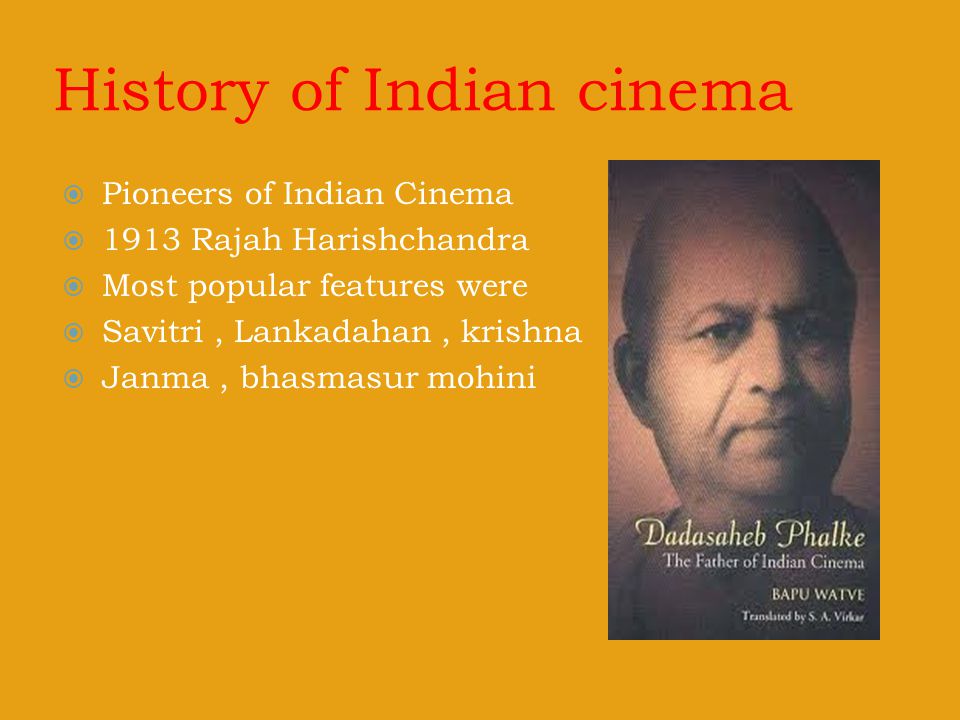 History of Indian cinema
Pioneers of Indian Cinema
1913 Rajah Harishchandra
Most popular features were
Savitri , Lankadahan , krishna
Janma , bhasmasur mohini
Dadasaheb Phalke
The Father of Indian Cinema
BAPU WATVE
Translated by S. A. Virkar